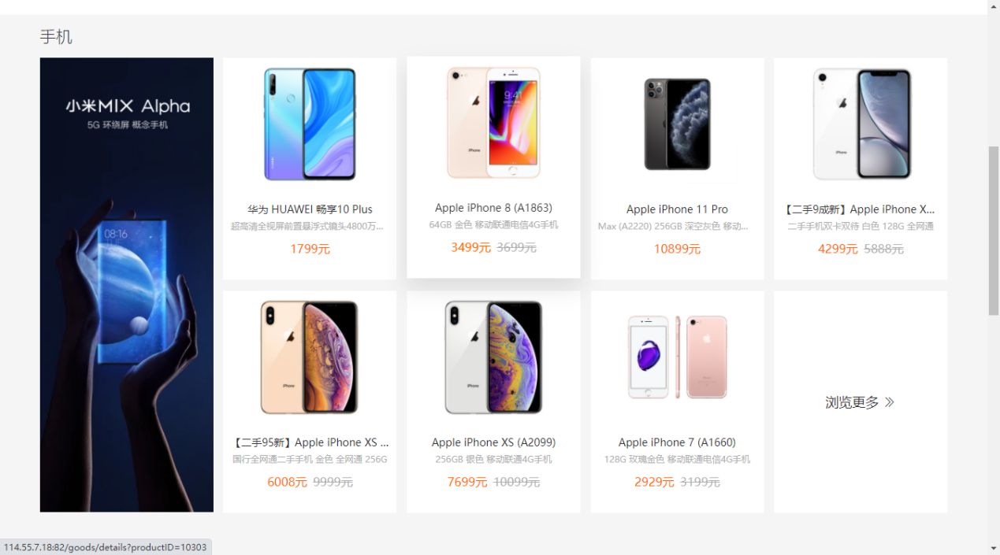 手机
小米MIX Alpha
5G 环绕屏 概念手机
08:16
TUE
华为 HUAWEI 畅享10 Plus
超高清全视屏前置悬浮式镜头4800万...
1799元
9:41
iPhone
Apple iPhone 8 (A1863)
64GB 金色 移动联通电信4G手机
3499元 3699元
Apple iPhone 11 Pro
Max (A2220) 256GB 深空灰色 移动...
10899元
iPhone
【二手9成新】Apple iPhone X...
二手手机双卡双待 白色 128G 全网通
4299元 5888元
iPhone
【二手95新】Apple iPhone XS ...
国行全网通二手手机 金色 全网通 256G
6008元 9999元
iPhone
Apple iPhone XS (A2099)
256GB 银色 移动联通4G手机
7699元 10099元
Apple iPhone 7 (A1660)
128G 玫瑰金色 移动联通电信4G手机
2929元 3199元
浏览更多 »
114.55.7.18:82/goods/details?productID=10303